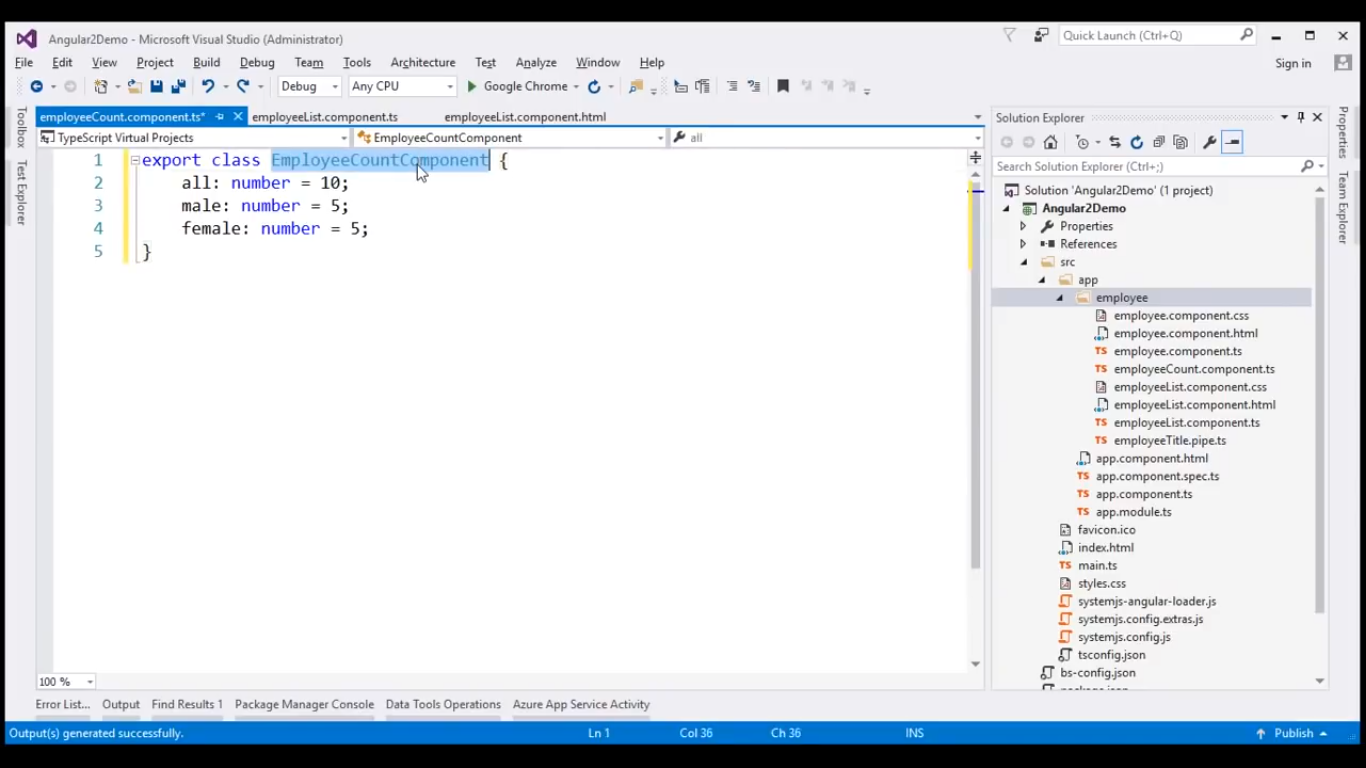 Angular2Demo - Microsoft Visual Studio (Administrator)
Quick Launch (Ctrl+Q)
File Edit View Project Build Debug Team Tools Architecture Test Analyze Window Help
Sign in
Debug Any CPU Google Chrome
Toolbox
Test Explorer
employeeCount.component.ts* employeeList.component.ts employeeList.component.html
TypeScript Virtual Projects EmployeeCountComponent all
1 export class EmployeeCountComponent {
2 all: number = 10;
3 male: number = 5;
4 female: number = 5;
5 }
100 %
Solution Explorer
Search Solution Explorer (Ctrl+;)
Solution 'Angular2Demo' (1 project)
Angular2Demo
Properties
References
src
app
employee
employee.component.css
employee.component.html
TS employee.component.ts
TS employeeCount.component.ts
employeeList.component.css
employeeList.component.html
TS employeeList.component.ts
TS employeeTitle.pipe.ts
app.component.html
TS app.component.spec.ts
TS app.component.ts
TS app.module.ts
favicon.ico
index.html
TS main.ts
styles.css
systemjs-angular-loader.js
systemjs.config.extras.js
systemjs.config.js
tsconfig.json
bs-config.json
Properties
Team Explorer
Error List... Output Find Results 1 Package Manager Console Data Tools Operations Azure App Service Activity
Output(s) generated successfully. Ln 1 Col 36 Ch 36 INS Publish